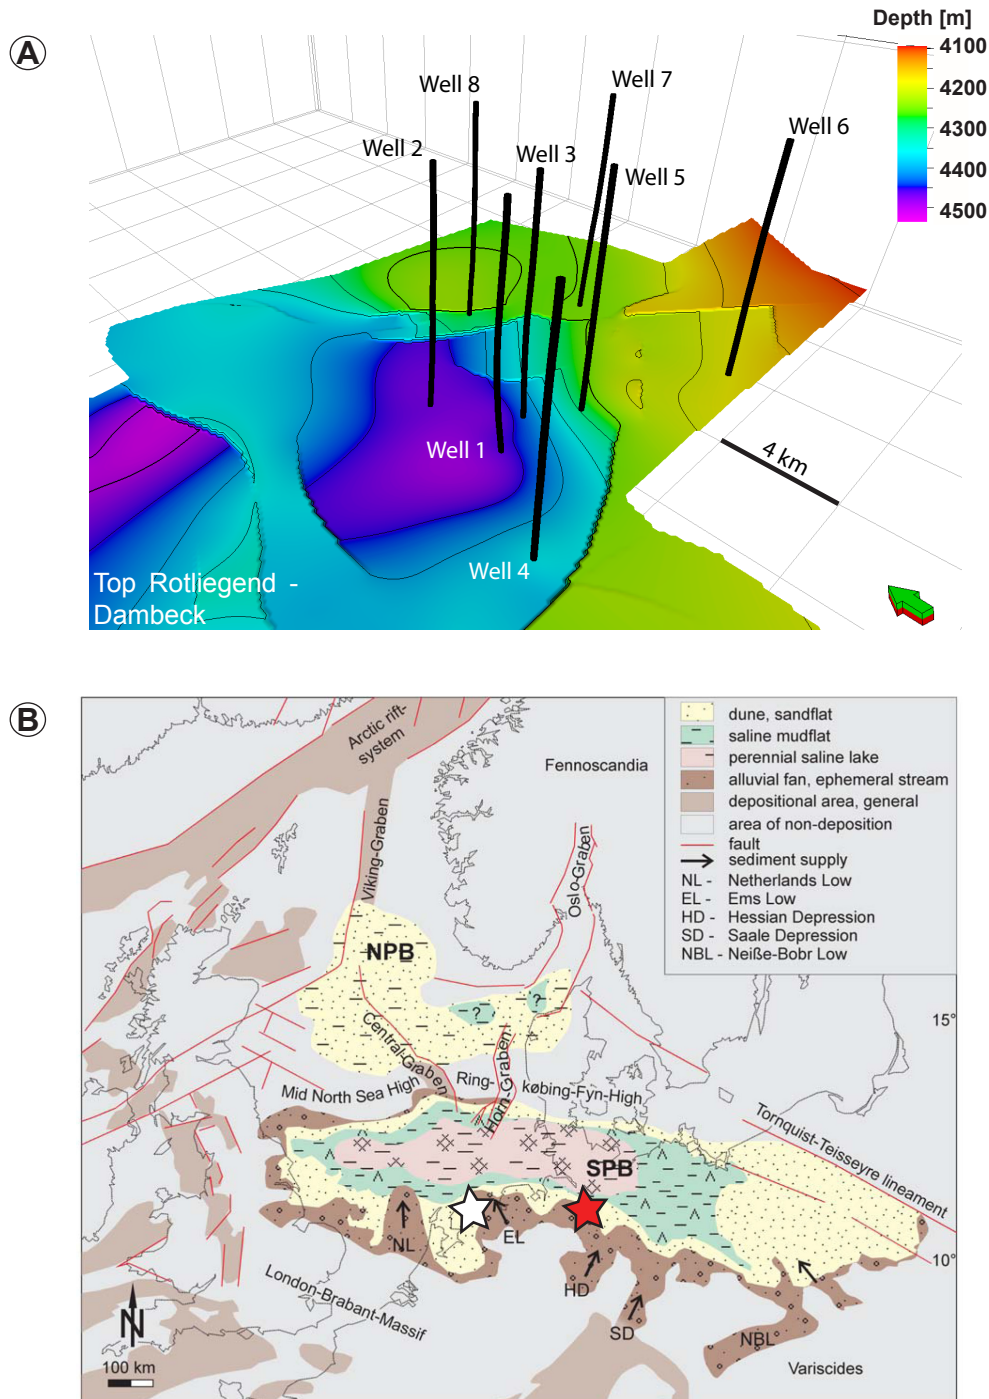 A
Depth [m]
4100
4200
4300
4400
4500
Well 8
Well 7
Well 2
Well 3
Well 6
Well 5
Well 1
Well 4
4 km
Top Rotliegend -
Dambeck
B
dune, sandflat
saline mudflat
perennial saline lake
alluvial fan, ephemeral stream
depositional area, general
area of non-deposition
fault
sediment supply
NL - Netherlands Low
EL - Ems Low
HD - Hessian Depression
SD - Saale Depression
NBL - Neiße-Bobr Low
Arctic rift-
system
Fennoscandia
Viking-Graben
Oslo-Graben
NPB
?
?
Central-Graben
Horn-Graben
15°
Mid North Sea High
Ring-
købing-Fyn-High
Tornquist-Teisseyre lineament
SPB
NL
EL
HD
SD
NBL
10°
London-Brabant-Massif
N
100 km
Variscides